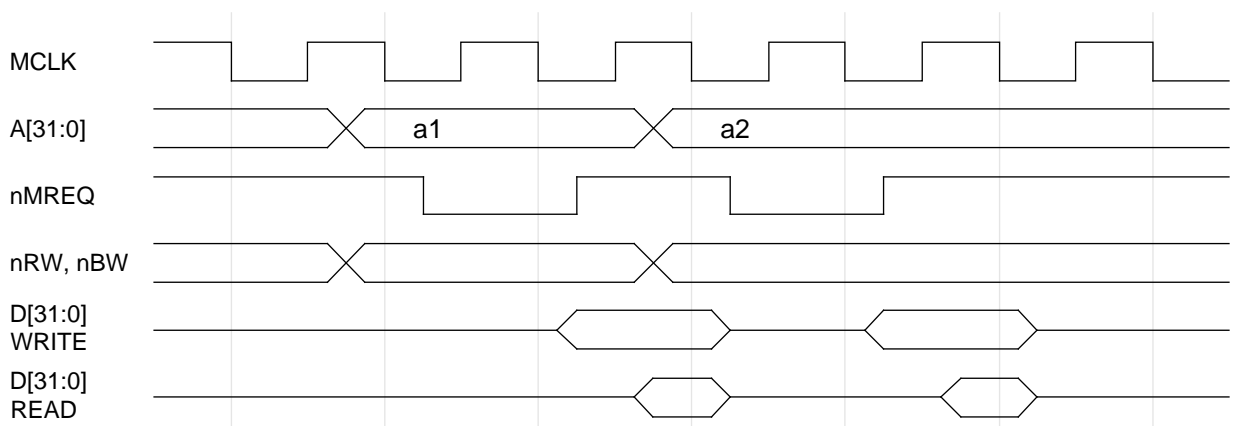 MCLK
A[31:0]
a1
a2
nMREQ
nRW, nBW
D[31:0]
WRITE
D[31:0]
READ